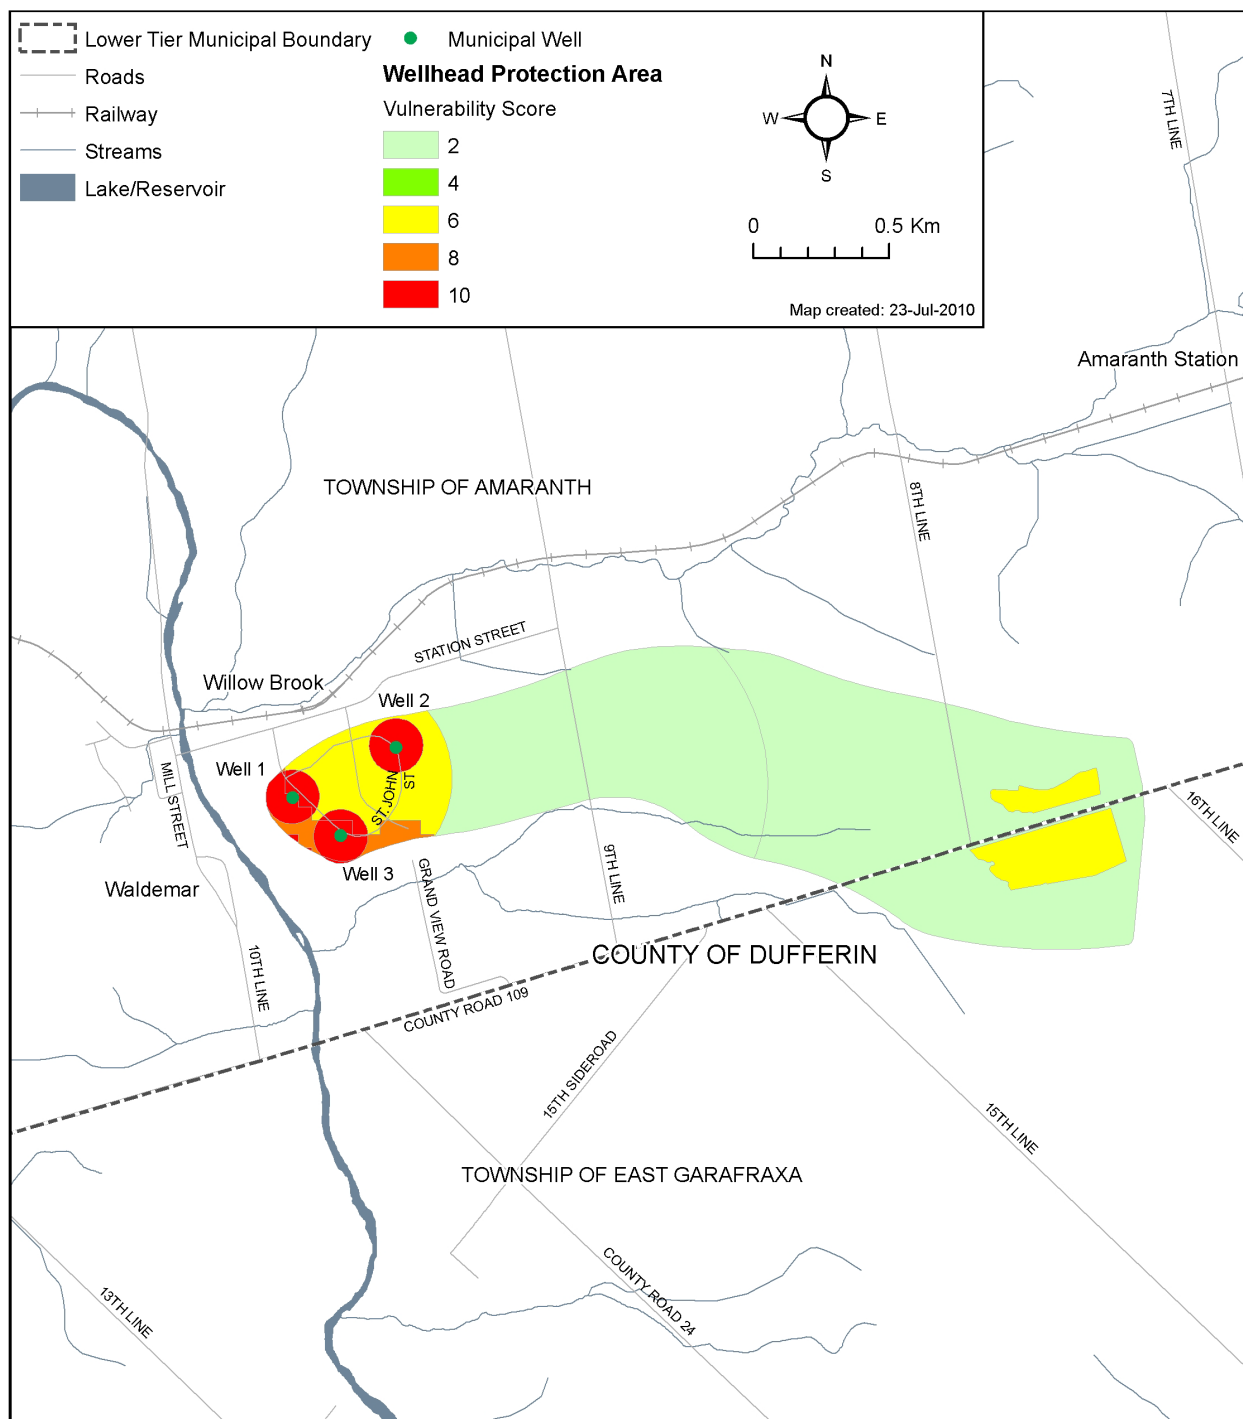 Lower Tier Municipal Boundary
Roads
Railway
Streams
Lake/Reservoir
Municipal Well
Wellhead Protection Area
Vulnerability Score
2
4
6
8
10
N
W E
S
0 0.5 Km
Map created: 23-Jul-2010
7TH LINE
Amaranth Station
TOWNSHIP OF AMARANTH
8TH LINE
STATION STREET
Willow Brook
Well 2
Well 1
MILL STREET
ST. JOHN
ST
16TH LINE
Well 3
9TH LINE
Waldemar
GRAND VIEW ROAD
10TH LINE
COUNTY OF DUFFERIN
COUNTY ROAD 109
15TH SIDEROAD
15TH LINE
TOWNSHIP OF EAST GARAFRAXA
COUNTY ROAD 24
13TH LINE